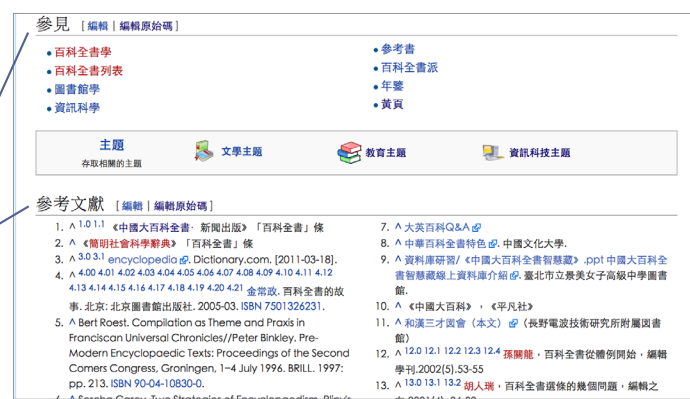 參見 [編輯 | 編輯原始碼]
• 百科全書學
• 百科全書列表
• 圖書館學
• 資訊科學
• 參考書
• 百科全書派
• 年鑒
• 黃頁
主題
存取相關的主題
文學主題
教育主題
資訊科技主題
參考文獻 [編輯 | 編輯原始碼]
1. ^ 1.0 1.1 《中國大百科全書· 新聞出版》「百科全書」條
2. ^ 《簡明社會科學辭典》「百科全書」條
3. ^ 3.0 3.1 encyclopedia. Dictionary.com. [2011-03-18].
4. ^ 4.00 4.01 4.02 4.03 4.04 4.05 4.06 4.07 4.08 4.09 4.10 4.11 4.12
4.13 4.14 4.15 4.16 4.17 4.18 4.19 4.20 4.21 金常政. 百科全書的故
事. 北京: 北京圖書館出版社. 2005-03. ISBN 7501326231.
5. ^ Bert Roest. Compilation as Theme and Praxis in
Franciscan Universal Chronicles//Peter Binkley. Pre-
Modern Encyclopaedic Texts: Proceedings of the Second
Comers Congress, Groningen, 1–4 July 1996. BRILL. 1997:
pp. 213. ISBN 90-04-10830-0.
7. ^ 大英百科Q&A
8. ^ 中華百科全書特色. 中國文化大學.
9. ^ 資料庫研習/《中國大百科全書智慧藏》.ppt 中國大百科全
書智慧藏線上資料庫介紹. 臺北市立景美女子高級中學圖書
館.
10. ^ 《中國大百科》，《平凡社》
11. ^ 和漢三才図會（本文）（長野電波技術研究所附属図書
館）
12. ^ 12.0 12.1 12.2 12.3 12.4 孫關龍，百科全書從體例開始，編輯
學刊.2002(5).53-55
13. ^ 13.0 13.1 13.2 胡人瑞，百科全書選條的幾個問題，編輯之